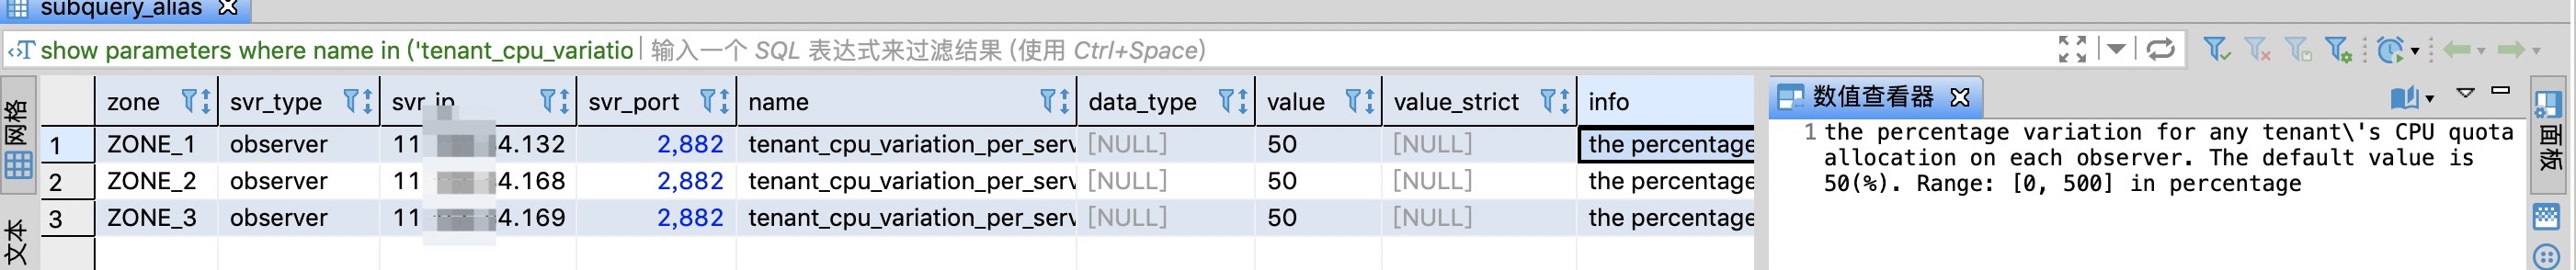 subquery_alias
show parameters where name in ('tenant_cpu_variatio 输入一个 SQL 表达式来过滤结果 (使用 Ctrl+Space)
网格
文本
zone svr_type svr_ip svr_port name data_type value value_strict info
1 ZONE_1 observer 11 4.132 2,882 tenant_cpu_variation_per_serv [NULL] 50 [NULL] the percentage
2 ZONE_2 observer 11 4.168 2,882 tenant_cpu_variation_per_serv [NULL] 50 [NULL] the percentage
3 ZONE_3 observer 11 4.169 2,882 tenant_cpu_variation_per_serv [NULL] 50 [NULL] the percentage
数值查看器
1 the percentage variation for any tenant\'s CPU quota
allocation on each observer. The default value is
50(%). Range: [0, 500] in percentage
面板